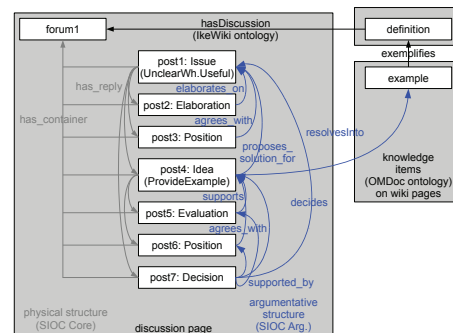 forum1
hasDiscussion
(IkeWiki ontology)
definition
exemplifies
example
post1: Issue
(UnclearWh.Useful)
elaborates_on
has_reply
post2: Elaboration
agrees_with
has_container
post3: Position
resolvesInto
proposes_
solution_for
post4: Idea
(ProvideExample)
knowledge
items
(OMDoc ontology)
on wiki pages
supports
decides
post5: Evaluation
agrees_with
post6: Position
post7: Decision
supported_by
physical structure
(SIOC Core)
argumentative
structure
(SIOC Arg.)
discussion page